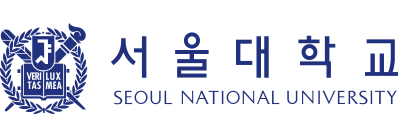 VERI LUX
TAS MEA
서울대학교
SEOUL NATIONAL UNIVERSITY